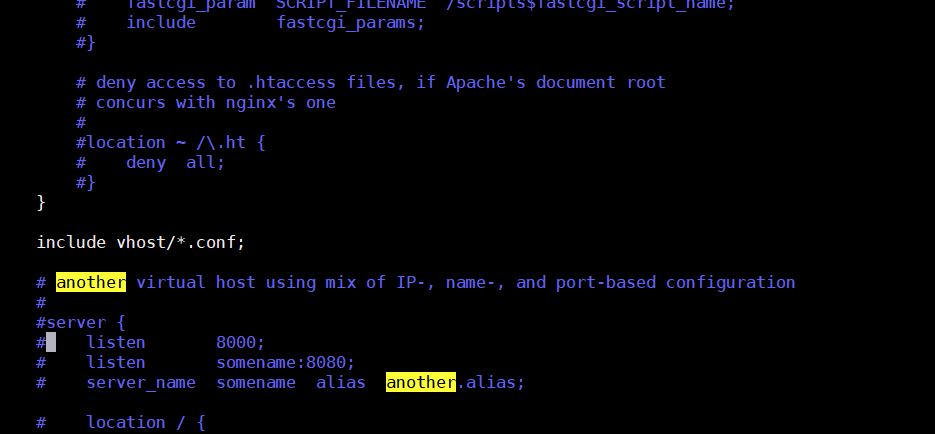 #    fastcgi_param  SCRIPT_FILENAME  /scripts$fastcgi_script_name;
#    include        fastcgi_params;
#}
# deny access to .htaccess files, if Apache's document root
# concurs with nginx's one
#
#location ~ /\.ht {
#    deny  all;
#}
}
include vhost/*.conf;
# another virtual host using mix of IP-, name-, and port-based configuration
#
#server {
#    listen       8000;
#    listen       somename:8080;
#    server_name  somename  alias  another.alias;
#    location / {